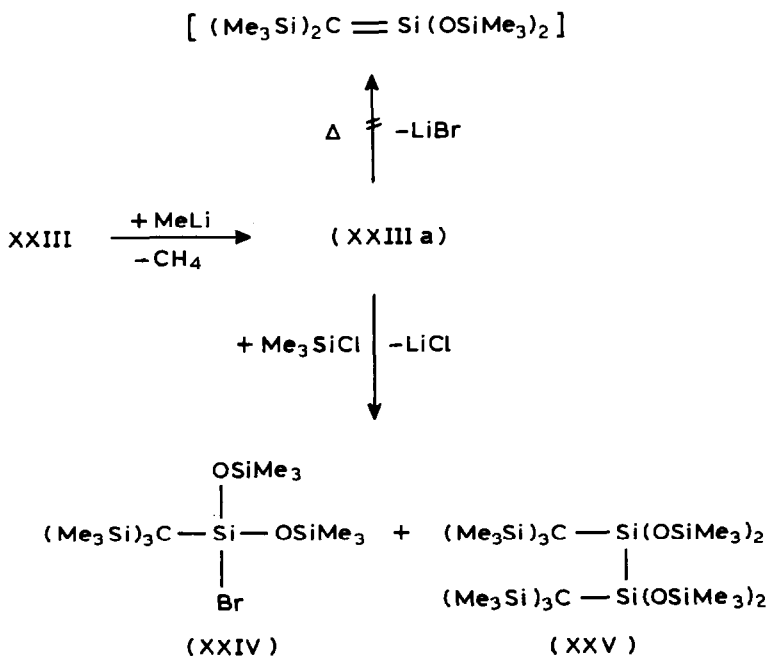 [ (Me₃Si)₂C = Si(OSiMe₃)₂ ]
Δ −LiBr
XXIII + MeLi (XXIII a)
−CH₄
+ Me₃SiCl −LiCl
OSiMe₃
(Me₃Si)₃C — Si — OSiMe₃ + (Me₃Si)₃C — Si(OSiMe₃)₂
Br (Me₃Si)₃C — Si(OSiMe₃)₂
(XXIV) (XXV)